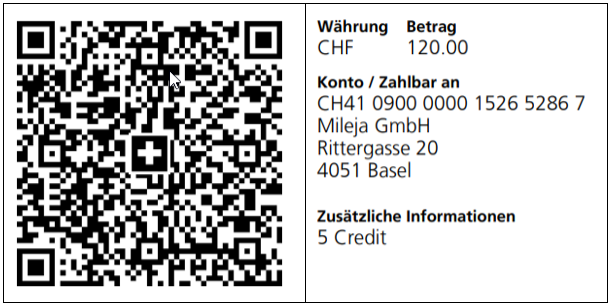 Währung Betrag
CHF 120.00
Konto / Zahlbar an
CH41 0900 0000 1526 5286 7
Mileja GmbH
Rittergasse 20
4051 Basel
Zusätzliche Informationen
5 Credit